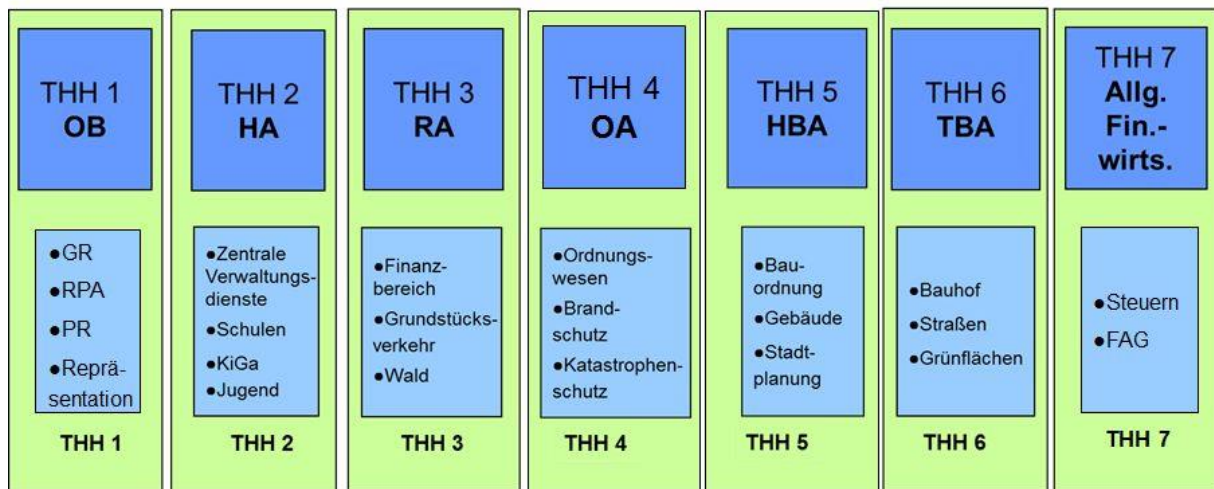 THH 1
OB
●GR
●RPA
●PR
●Reprä-
sentation
THH 1
THH 2
HA
●Zentrale
Verwaltungs-
dienste
●Schulen
●KiGa
●Jugend
THH 2
THH 3
RA
●Finanz-
bereich
●Grundstücks-
verkehr
●Wald
THH 3
THH 4
OA
●Ordnungs-
wesen
●Brand-
schutz
●Katastrophen-
schutz
THH 4
THH 5
HBA
●Bau-
ordnung
●Gebäude
●Stadt-
planung
THH 5
THH 6
TBA
●Bauhof
●Straßen
●Grünflächen
THH 6
THH 7
Allg.
Fin.-
wirts.
●Steuern
●FAG
THH 7